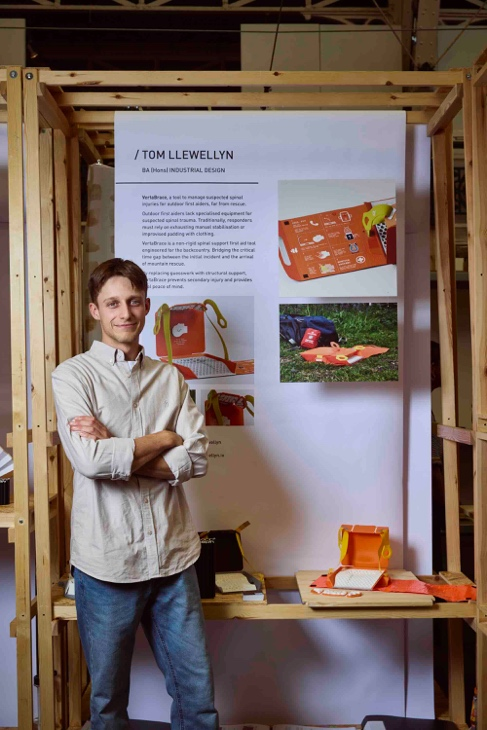 / TOM LLEWELLYN
BA (Hons) INDUSTRIAL DESIGN
VertaBrace, a tool to manage suspected spinal
injuries for outdoor first aiders, far from rescue.
Outdoor first aiders lack specialised equipment for
suspected spinal trauma. Traditionally, responders
must rely on exhausting manual stabilisation or
improvised padding with clothing.
VertaBrace is a non-rigid spinal support first aid tool
engineered for the backcountry. Bridging the critical
time gap between the initial incident and the arrival
of mountain rescue.
replacing guesswork with structural support,
VertaBrace prevents secondary injury and provides
peace of mind.